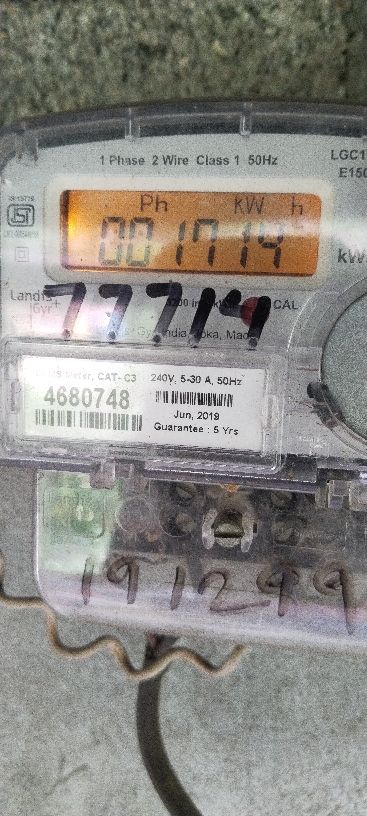 1 Phase 2 Wire Class 1 50Hz
LGC1
E150
Ph kW h
001714
kW
Landis
Gyr+
CAL
77714
CAT-C3 240V, 5-30 A, 50Hz
4680748
Jun, 2019
Guarantee : 5 Yrs
191299